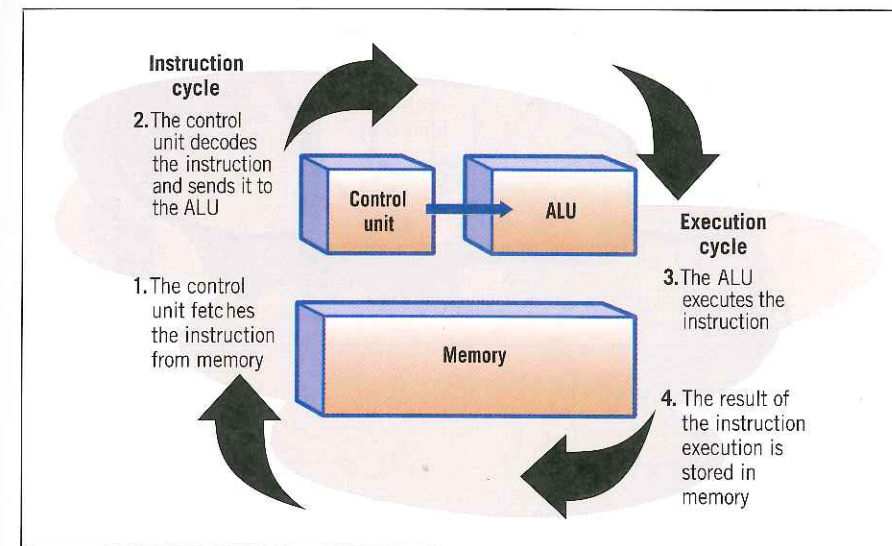 Instruction
cycle
2. The control
unit decodes
the instruction
and sends it to
the ALU
Control
unit
ALU
Execution
cycle
1. The control
unit fetches
the instruction
from memory
3. The ALU
executes the
instruction
Memory
4. The result of
the instruction
execution is
stored in
memory